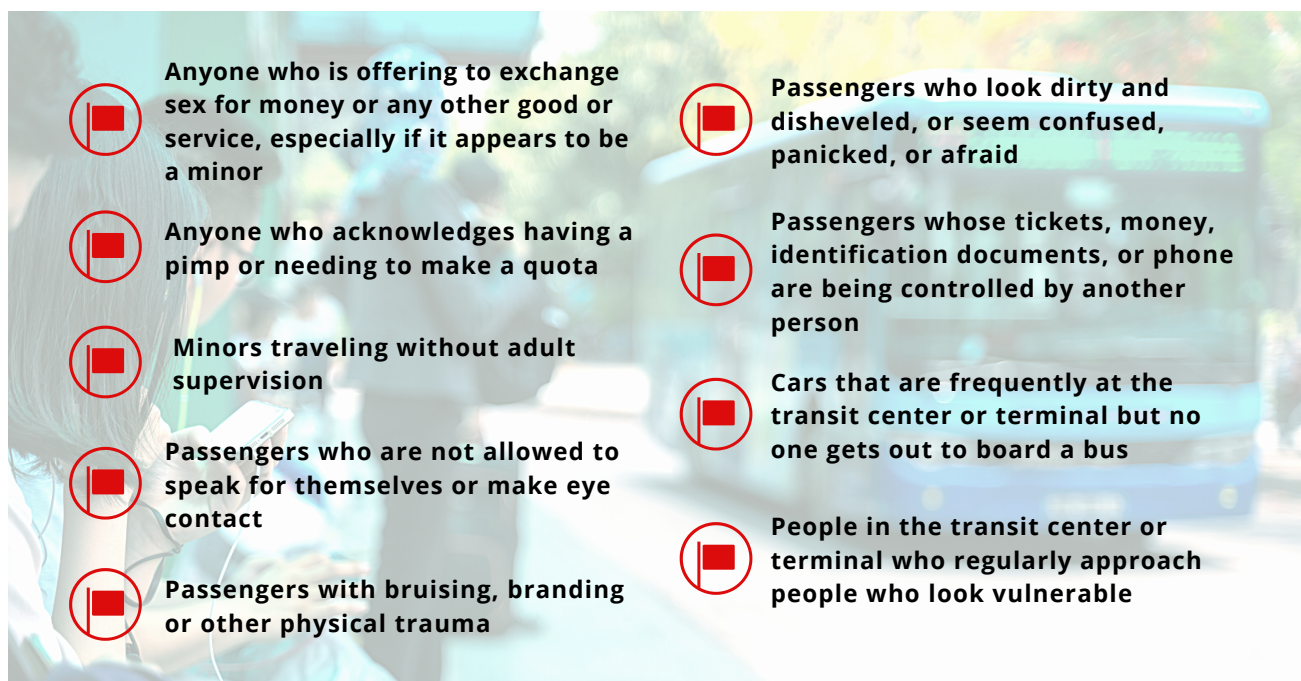 Anyone who is offering to exchange
sex for money or any other good or
service, especially if it appears to be
a minor
Anyone who acknowledges having a
pimp or needing to make a quota
Minors traveling without adult
supervision
Passengers who are not allowed to
speak for themselves or make eye
contact
Passengers with bruising, branding
or other physical trauma
Passengers who look dirty and
disheveled, or seem confused,
panicked, or afraid
Passengers whose tickets, money,
identification documents, or phone
are being controlled by another
person
Cars that are frequently at the
transit center or terminal but no
one gets out to board a bus
People in the transit center or
terminal who regularly approach
people who look vulnerable